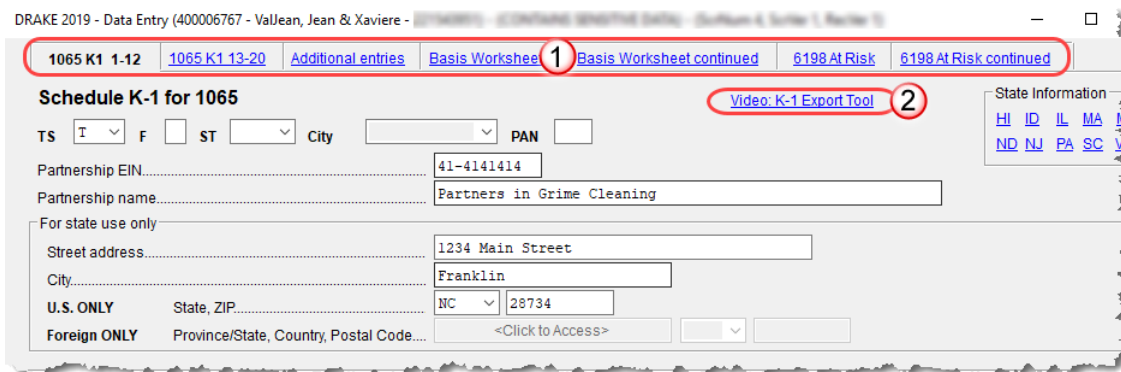 DRAKE 2019 - Data Entry (400006767 - ValJean, Jean & Xaviere -
1065 K1 1-12 1065 K1 13-20 Additional entries Basis Worksheet 1 Basis Worksheet continued 6198 At Risk 6198 At Risk continued
Schedule K-1 for 1065 Video: K-1 Export Tool 2 State Information
HI ID IL MA
TS T F ST City PAN
ND NJ PA SC
Partnership EIN 41-4141414
Partnership name Partners in Grime Cleaning
For state use only
Street address 1234 Main Street
City Franklin
U.S. ONLY State, ZIP NC 28734
Foreign ONLY Province/State, Country, Postal Code.... <Click to Access>